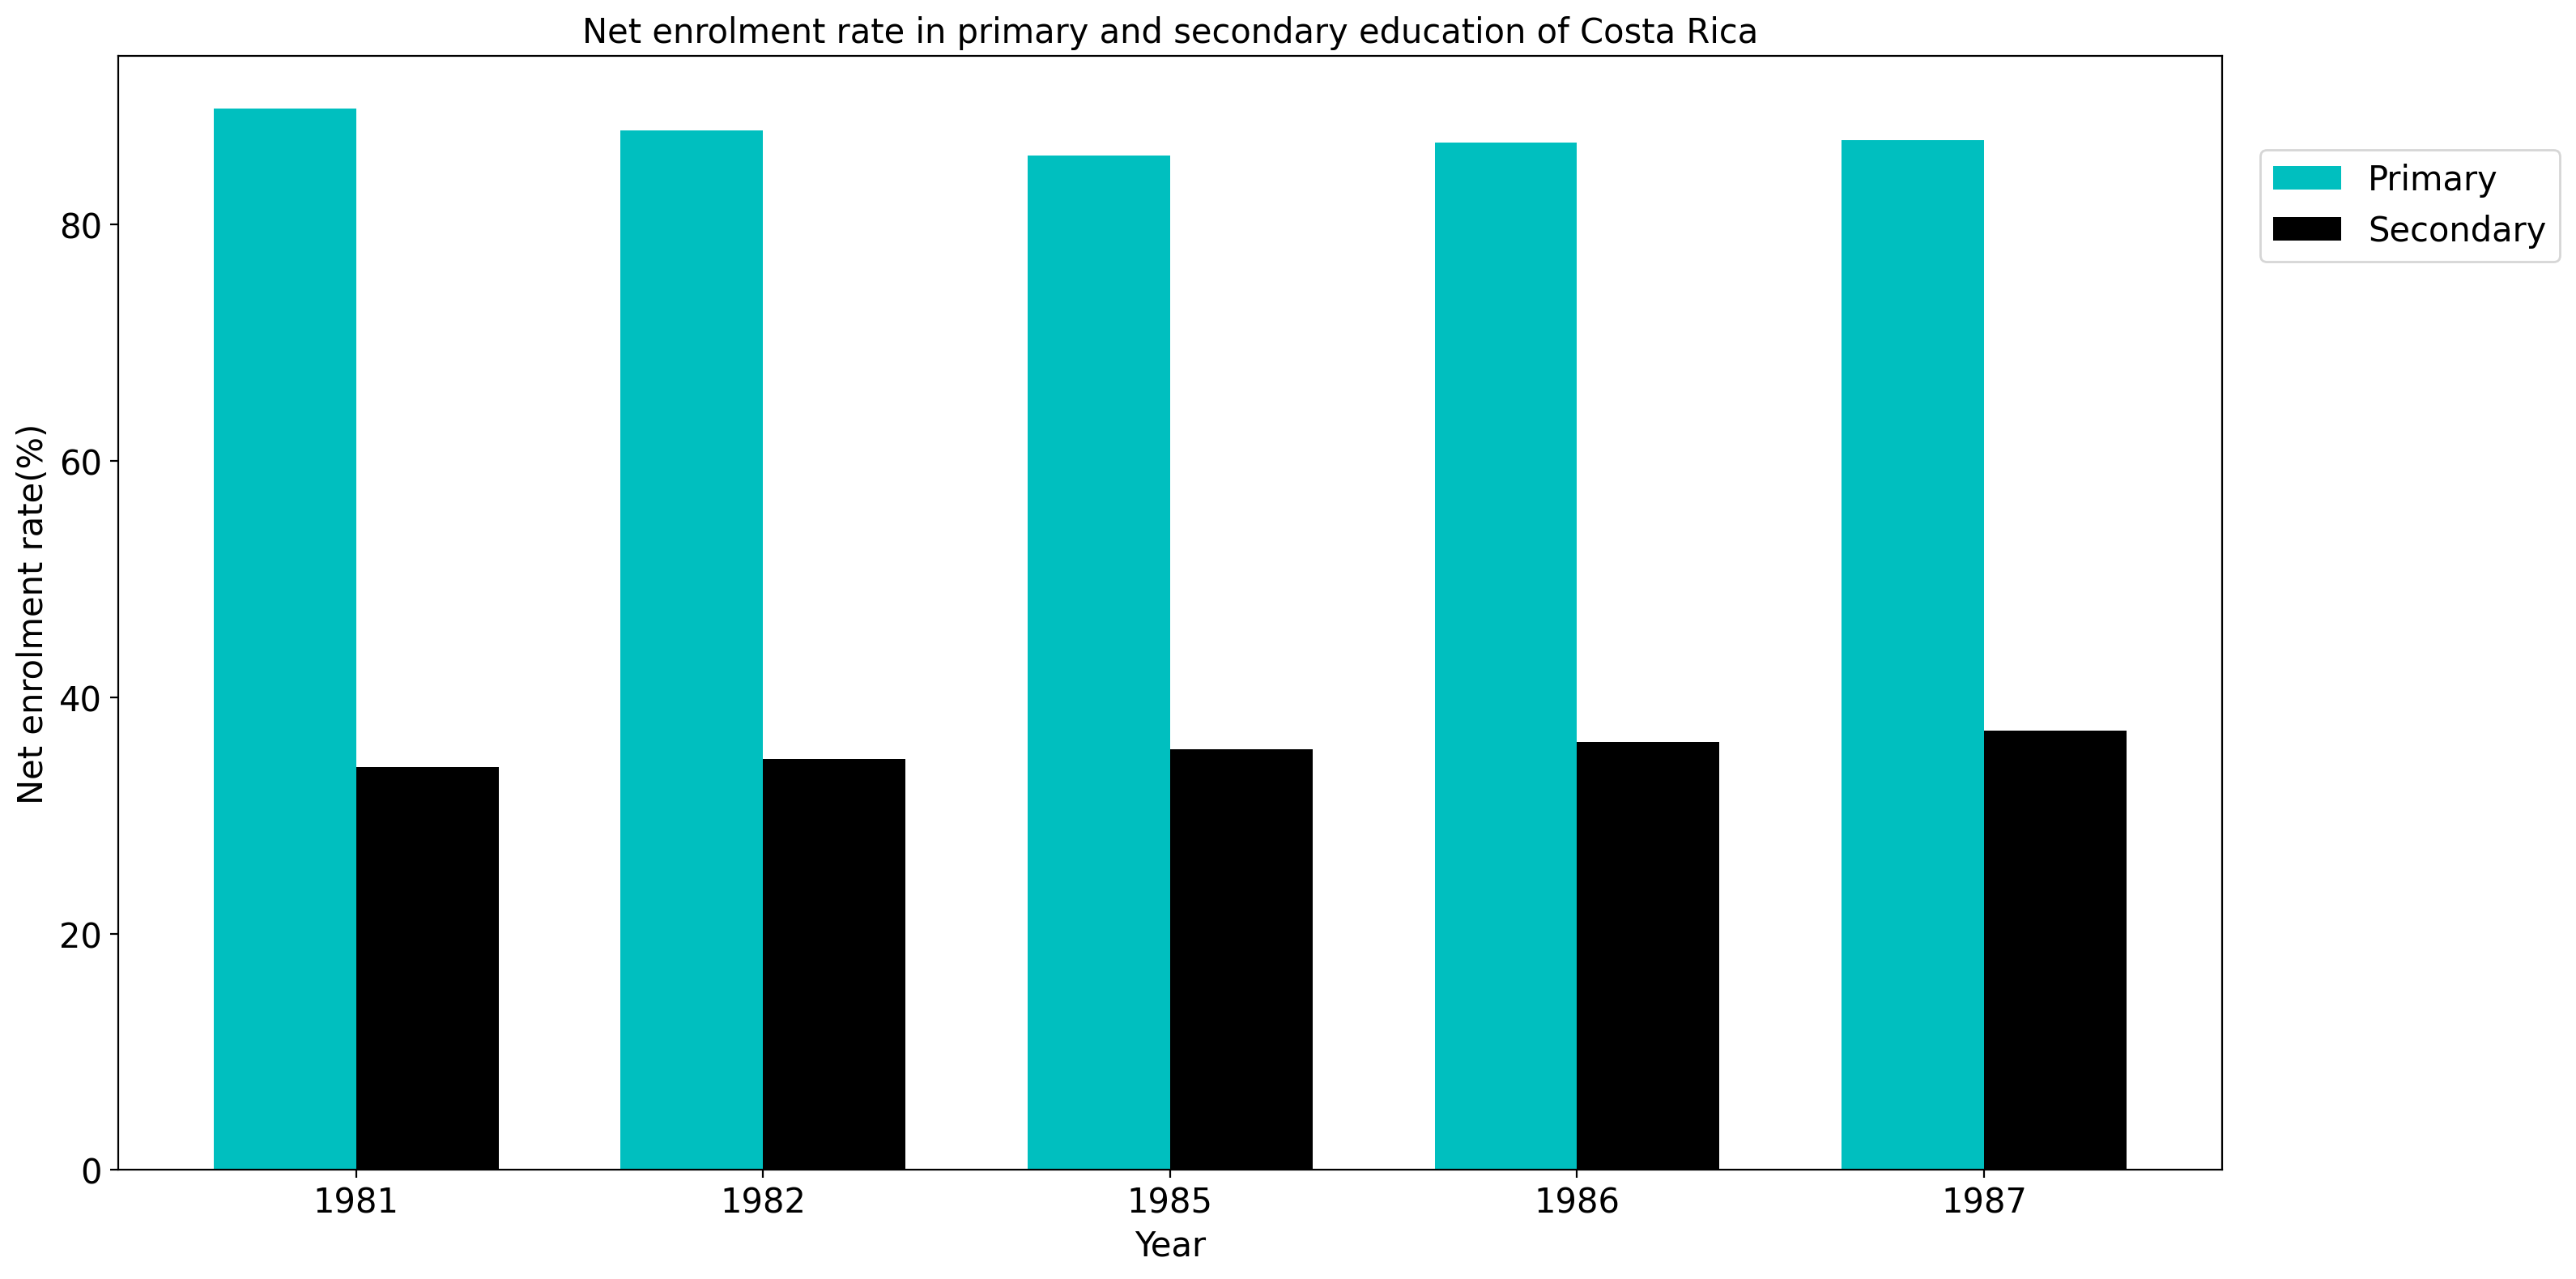 Net enrolment rate in primary and secondary education of Costa Rica
Primary
Secondary
Net enrolment rate(%)
80
60
40
20
0
1981 1982 1985 1986 1987
Year